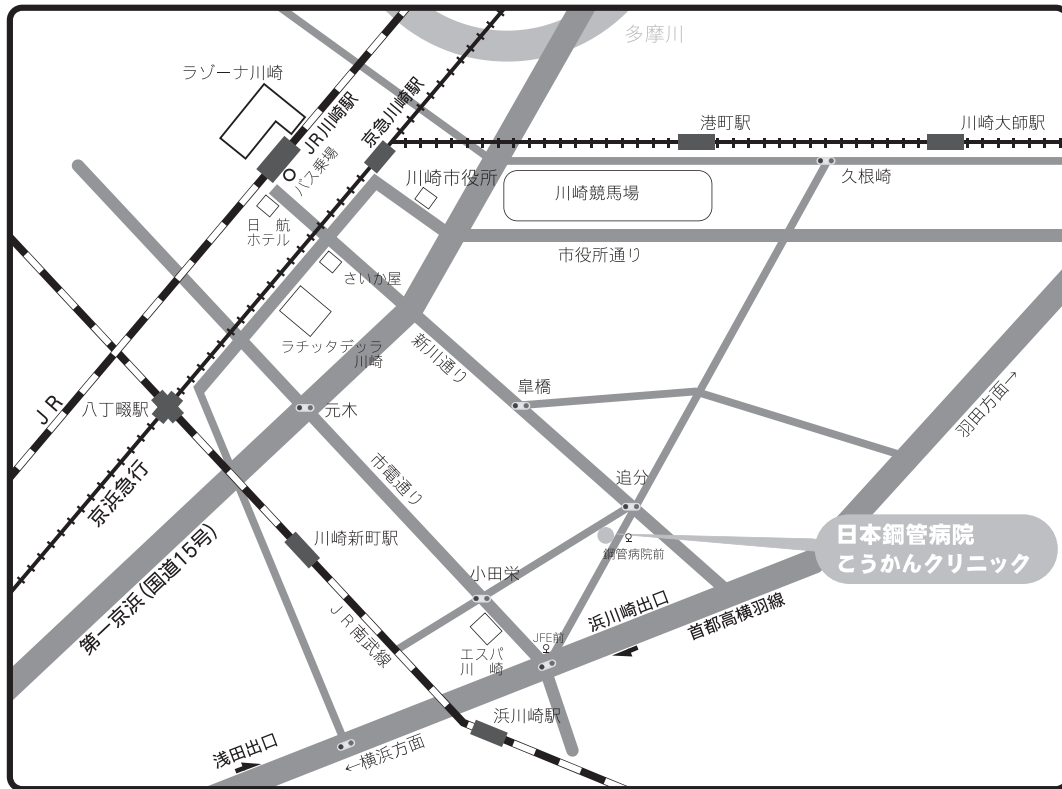 多摩川
ラゾーナ川崎
JR川崎駅
京急川崎駅
バス乗場
港町駅
川崎大師駅
川崎市役所
川崎競馬場
久根崎
日 航
ホテル
市役所通り
さいか屋
ラチッタデッラ
川崎
新川通り
皐橋
羽田方面→
JR
八丁畷駅
元木
京浜急行
市電通り
追分
第一京浜(国道15号)
川崎新町駅
鋼管病院前
日本鋼管病院
こうかんクリニック
小田栄
浜川崎出口
首都高横羽線
JR南武線
JFE前
エスパ
川 崎
浜川崎駅
浅田出口
←横浜方面